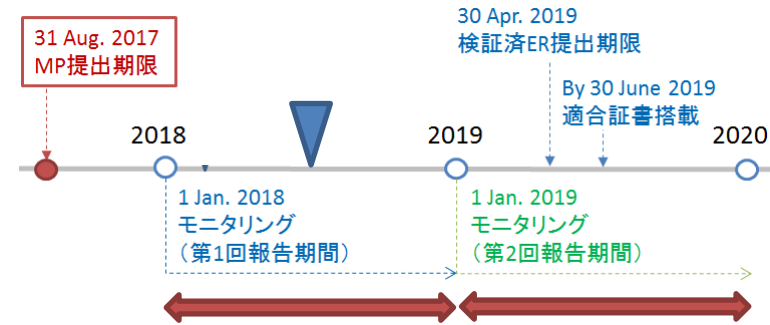 31 Aug. 2017
MP提出期限
30 Apr. 2019
検証済ER提出期限
By 30 June 2019
適合証書搭載
2018
2019
2020
1 Jan. 2018
モニタリング
（第1回報告期間）
1 Jan. 2019
モニタリング
（第2回報告期間）